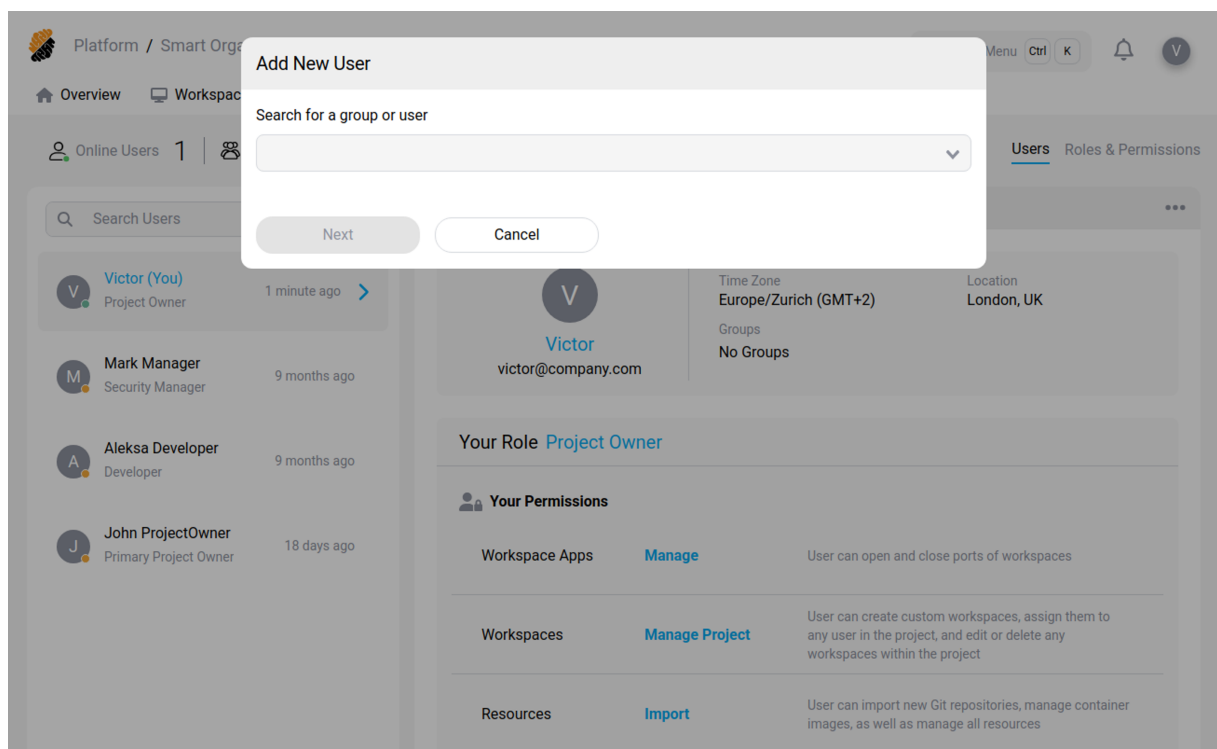 Platform / Smart Orga
Menu Ctrl K
V
Overview
Workspac
Add New User
Search for a group or user
Next
Cancel
Online Users 1
Users
Roles & Permissions
Search Users
V
Victor (You)
Project Owner
1 minute ago
M
Mark Manager
Security Manager
9 months ago
A
Aleksa Developer
Developer
9 months ago
J
John ProjectOwner
Primary Project Owner
18 days ago
V
Victor
victor@company.com
Time Zone
Europe/Zurich (GMT+2)
Groups
No Groups
Location
London, UK
Your Role Project Owner
Your Permissions
Workspace Apps
Manage
User can open and close ports of workspaces
Workspaces
Manage Project
User can create custom workspaces, assign them to
any user in the project, and edit or delete any
workspaces within the project
Resources
Import
User can import new Git repositories, manage container
images, as well as manage all resources